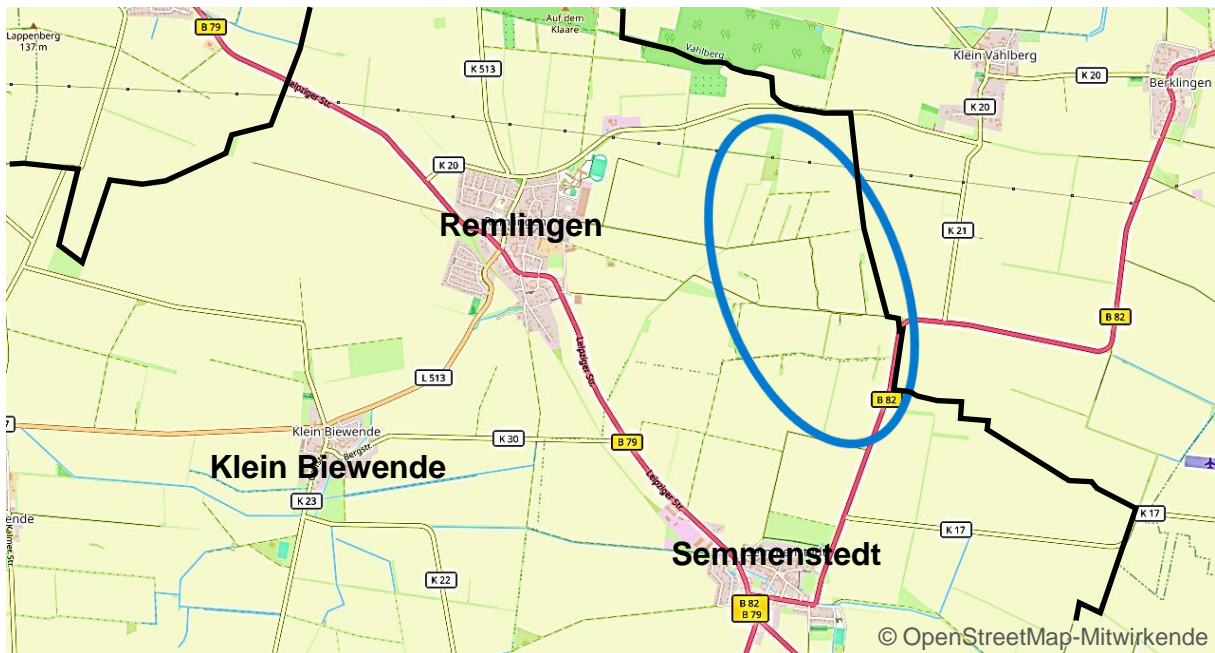 B 79
Lappenberg
137 m
Auf dem
Klaare
K 513
Vahlberg
Klein Vahlberg
K 20
Berklingen
Leipziger Str.
K 20
K 20
Remlingen
K 21
B 82
Leipziger Str.
L 513
B 82
Klein Biewende
K 30
B 79
Bergstr.
Klein Biewende
K 23
Leipziger Str.
K 17
K 17
Semmenstedt
K 22
Kalmer Str.
B 82
B 79
© OpenStreetMap-Mitwirkende